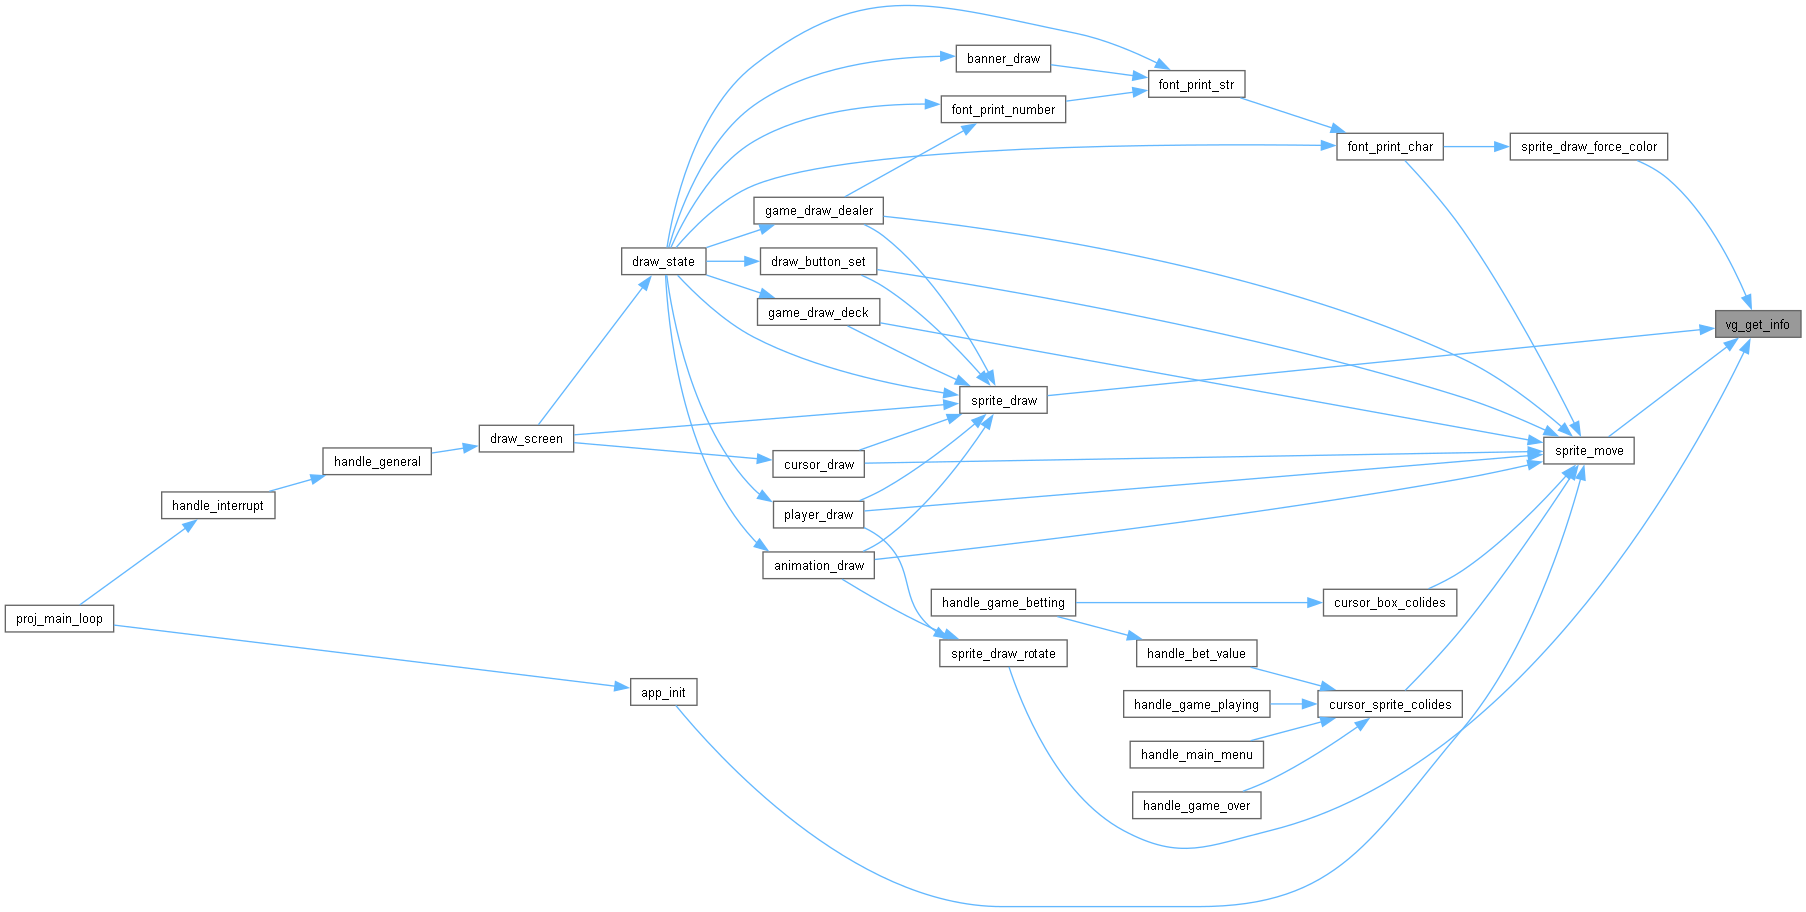 banner_draw
font_print_str
font_print_number
font_print_char
sprite_draw_force_color
game_draw_dealer
draw_state
draw_button_set
game_draw_deck
vg_get_info
sprite_draw
draw_screen
sprite_move
handle_general
cursor_draw
handle_interrupt
player_draw
animation_draw
handle_game_betting
cursor_box_colides
proj_main_loop
sprite_draw_rotate
handle_bet_value
app_init
handle_game_playing
cursor_sprite_colides
handle_main_menu
handle_game_over